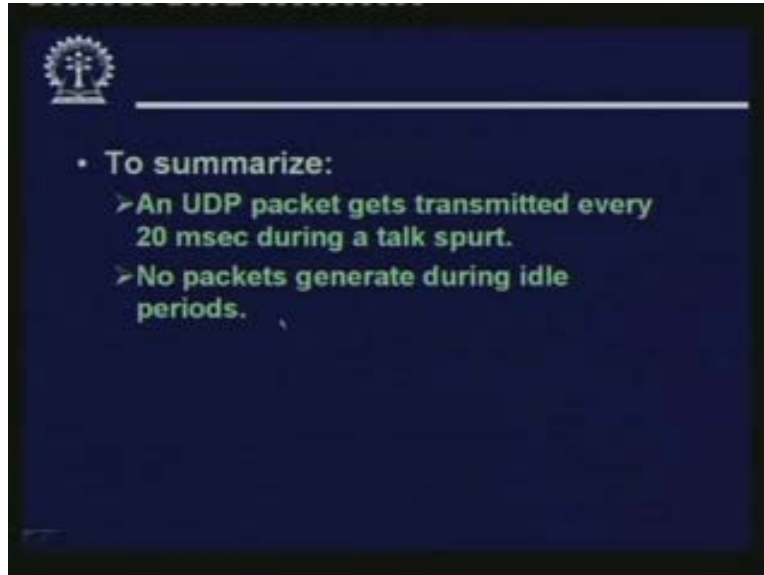 • To summarize:
➢An UDP packet gets transmitted every
20 msec during a talk spurt.
➢No packets generate during idle
periods.